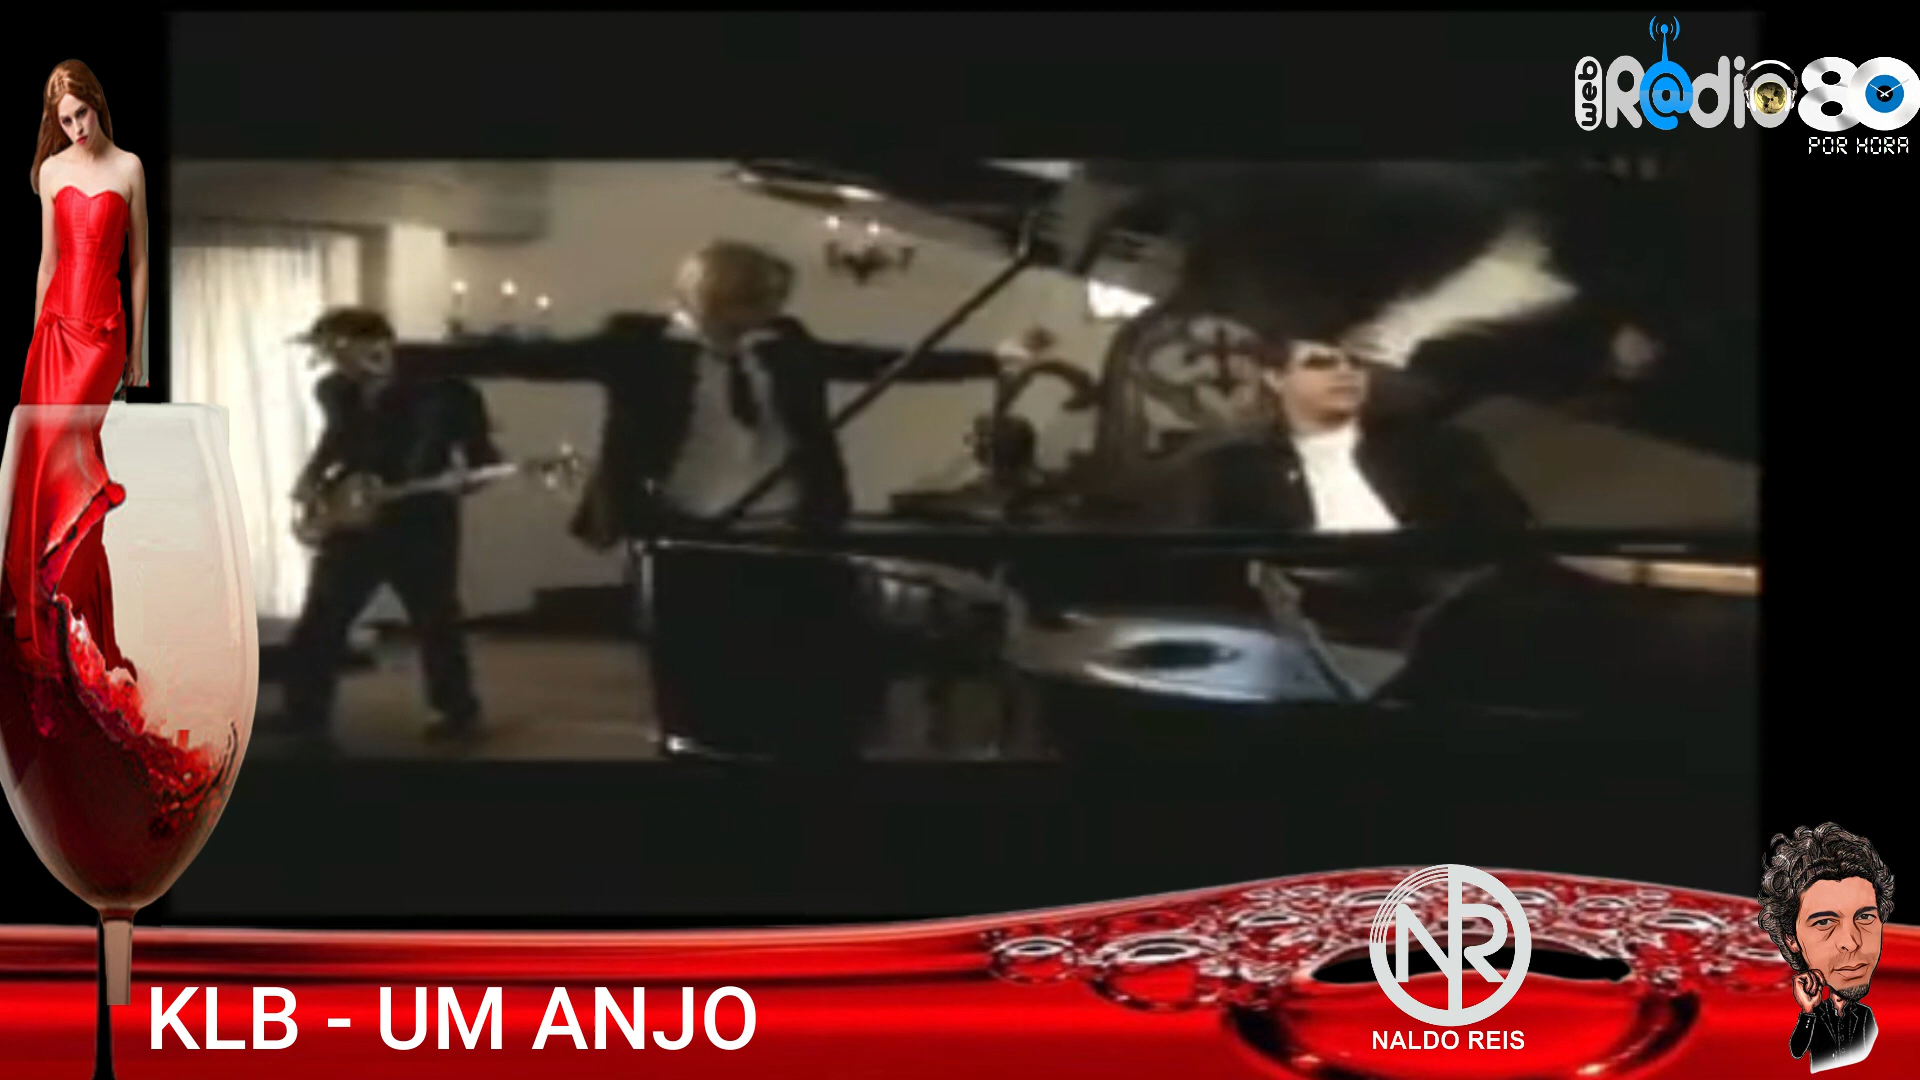 web R@dio 80
POR HORA
NR
KLB - UM ANJO
NALDO REIS